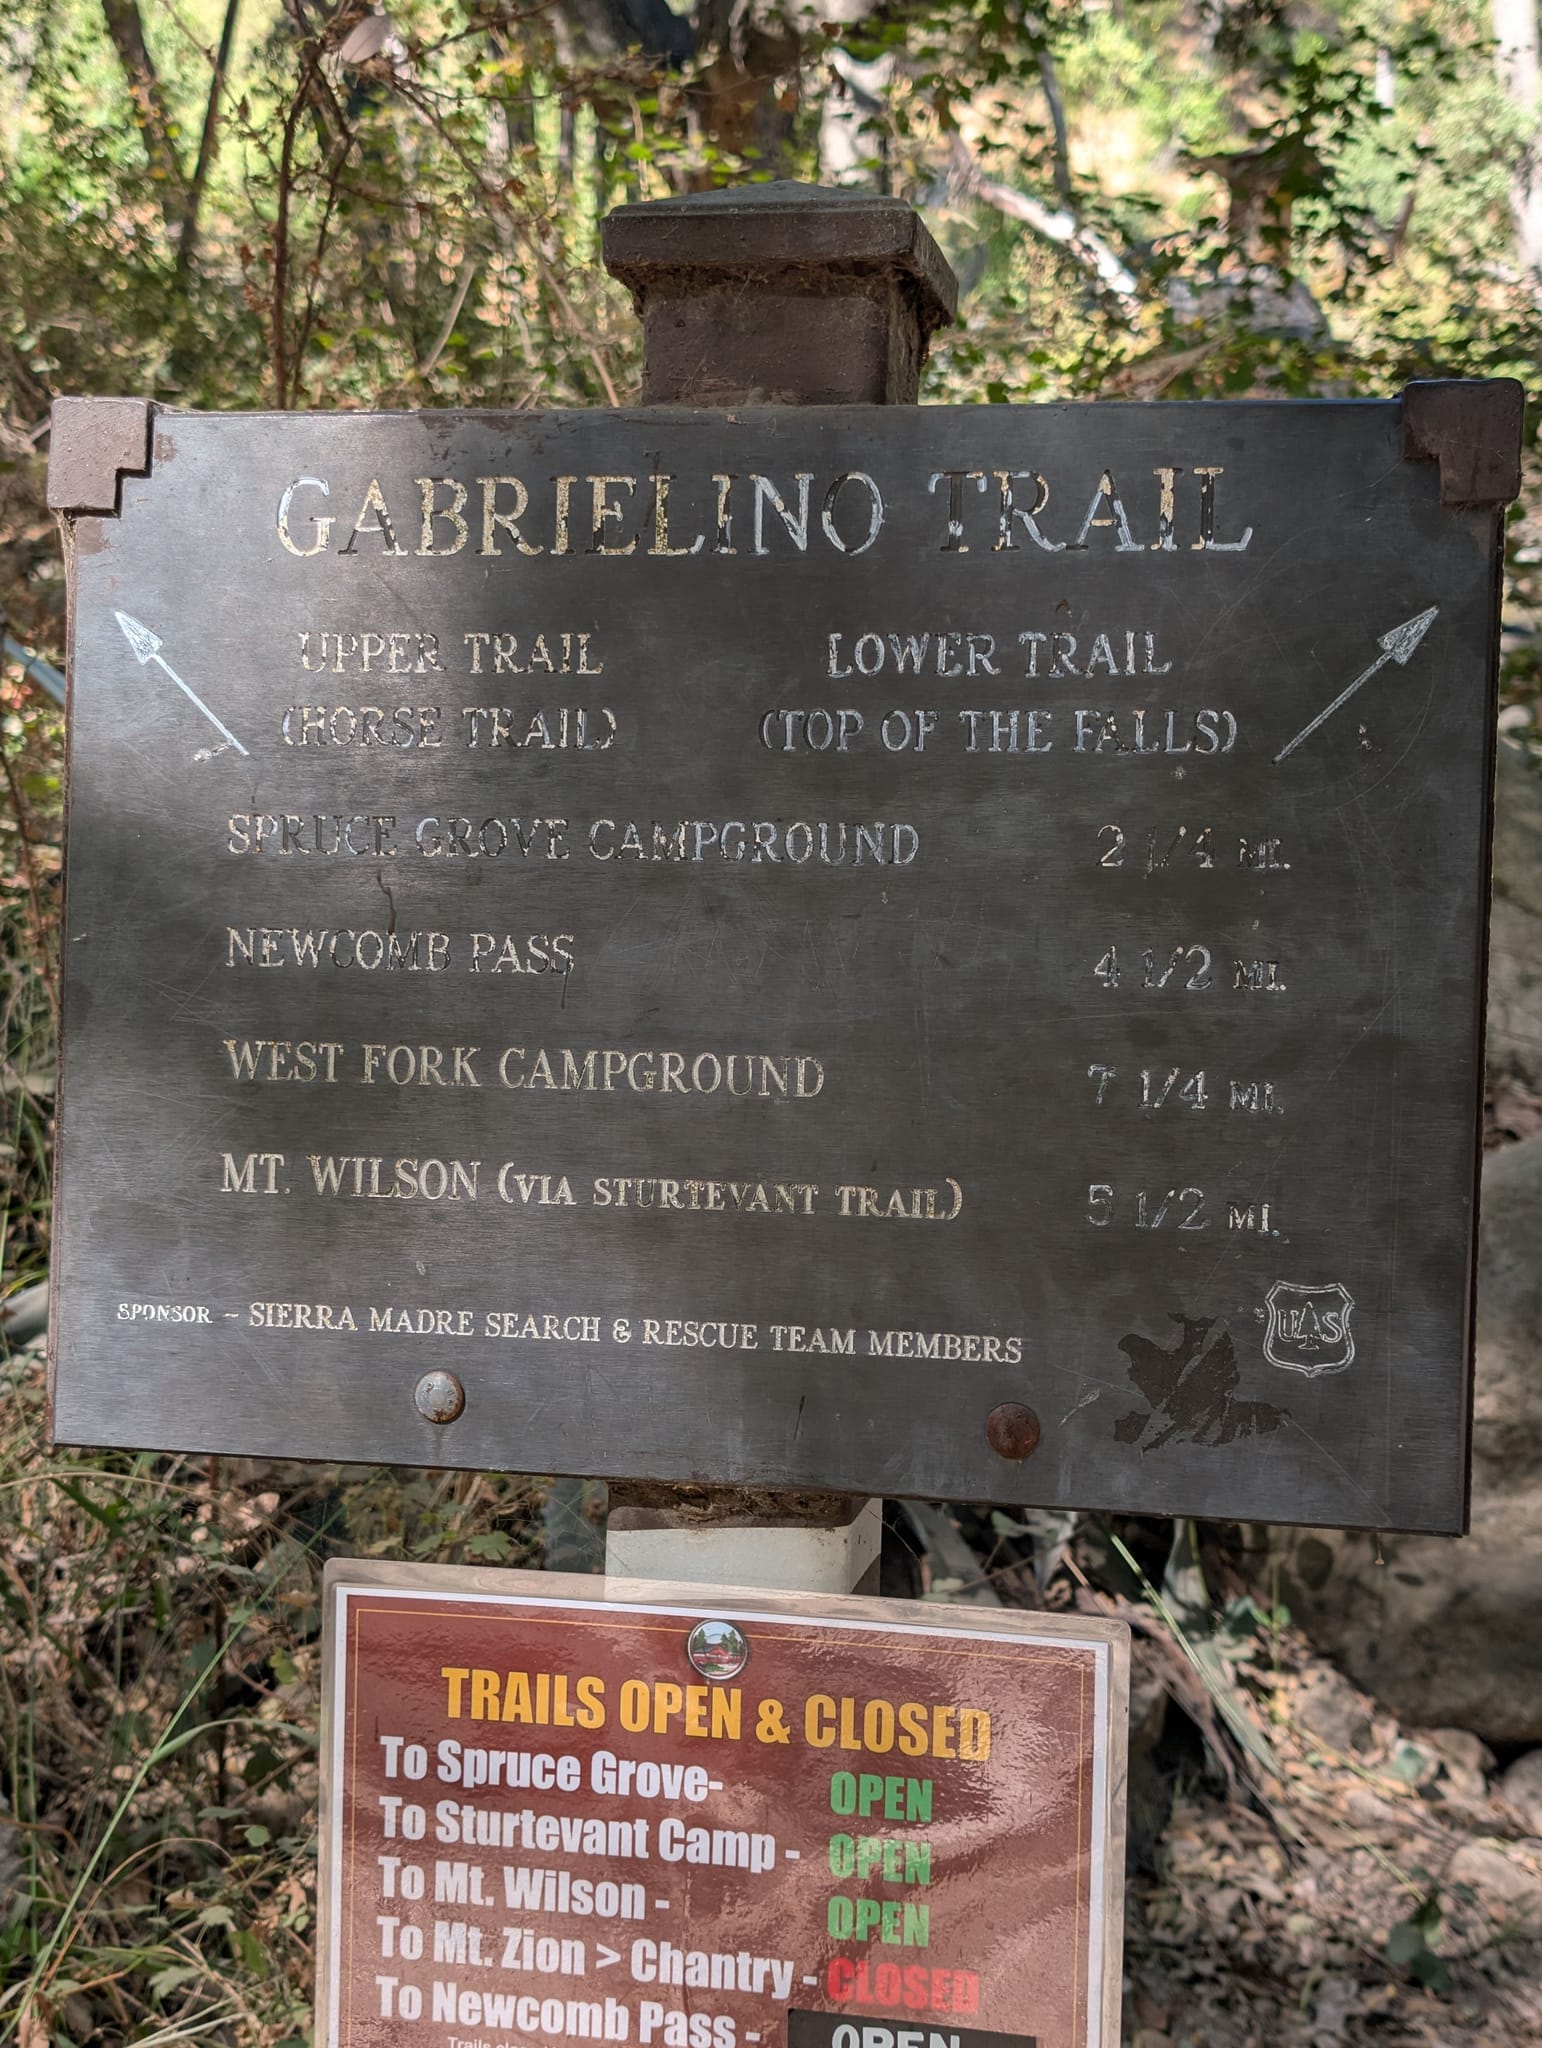 GABRIELINO TRAIL
UPPER TRAIL
(HORSE TRAIL)
LOWER TRAIL
(TOP OF THE FALLS)
SPRUCE GROVE CAMPGROUND 2 1/4 MI.
NEWCOMB PASS 4 1/2 MI.
WEST FORK CAMPGROUND 7 1/4 MI.
MT. WILSON (VIA STURTEVANT TRAIL) 5 1/2 MI.
SPONSOR ~ SIERRA MADRE SEARCH & RESCUE TEAM MEMBERS
UAS
TRAILS OPEN & CLOSED
To Spruce Grove- OPEN
To Sturtevant Camp - OPEN
To Mt. Wilson - OPEN
To Mt. Zion > Chantry - CLOSED
To Newcomb Pass - OPEN
Trails